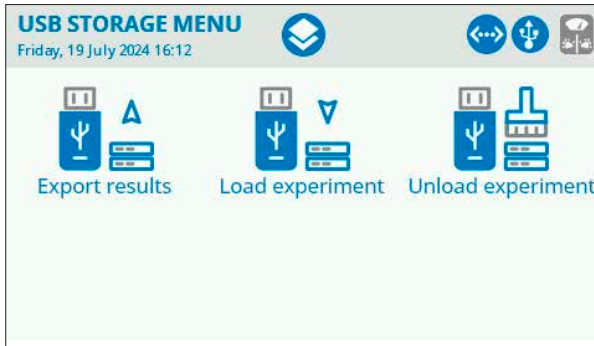 USB STORAGE MENU
Friday, 19 July 2024 16:12
Export results
Load experiment
Unload experiment